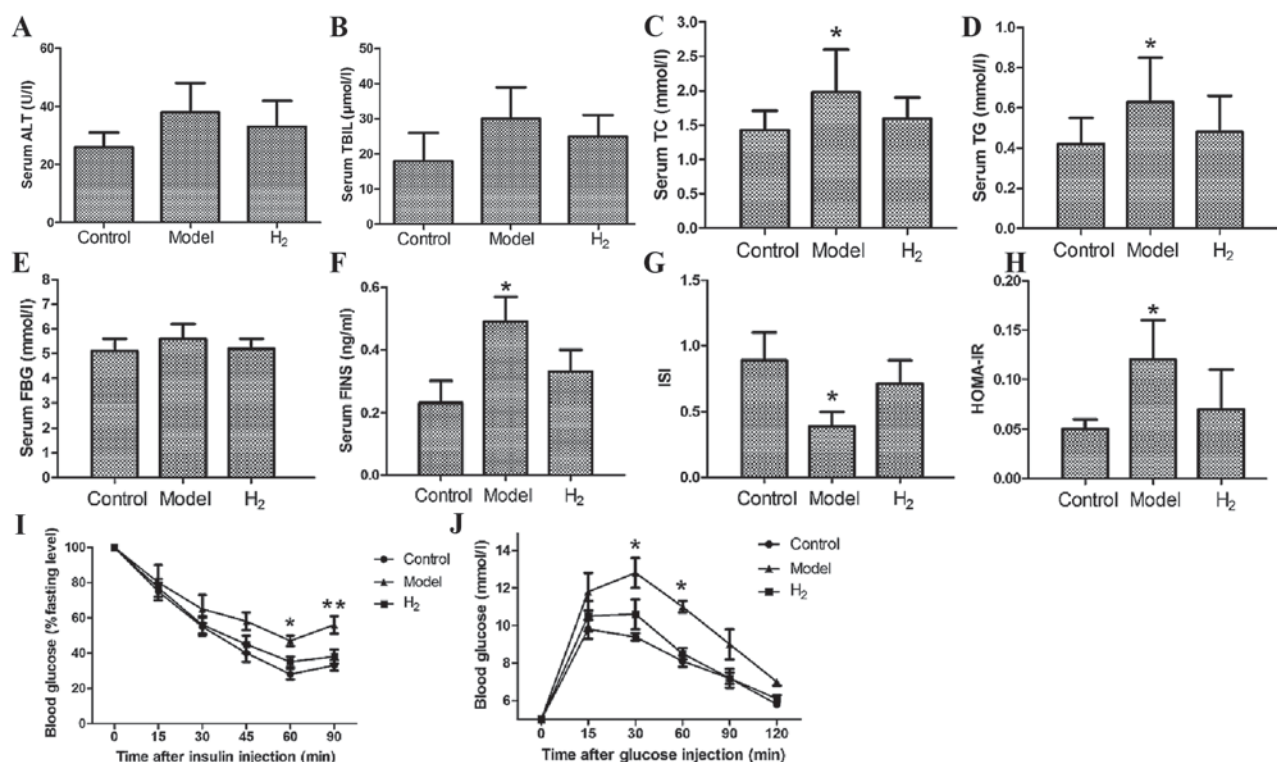 A
Serum ALT (U/l)
60
40
20
0
Control Model H₂
B
Serum TBIL (μmol/l)
50
40
30
20
10
0
Control Model H₂
C
Serum TC (mmol/l)
3.0
2.5
2.0
1.5
1.0
0.5
0.0
*
Control Model H₂
D
Serum TG (mmol/l)
1.0
0.8
0.6
0.4
0.2
0.0
*
Control Model H₂
E
Serum FBG (mmol/l)
8
7
6
5
4
3
2
1
0
Control Model H₂
F
Serum FINS (ng/ml)
0.6
0.4
0.2
0.0
*
Control Model H₂
G
ISI
1.5
1.0
0.5
0.0
*
Control Model H₂
H
HOMA-IR
0.20
0.15
0.10
0.05
0.00
*
Control Model H₂
I
Blood glucose (% fasting level)
100
80
60
40
20
0
* **
Control
Model
H₂
0 15 30 45 60 90
Time after insulin injection (min)
J
Blood glucose (mmol/l)
14
12
10
8
6
* *
Control
Model
H₂
0 15 30 60 90 120
Time after glucose injection (min)